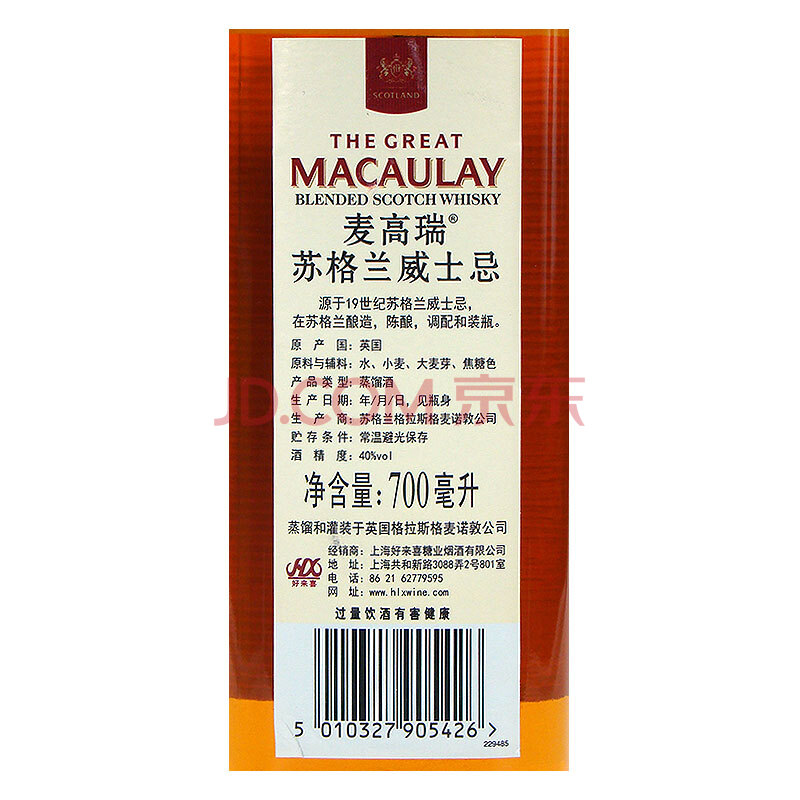 SCOTLAND
THE GREAT
MACAULAY
BLENDED SCOTCH WHISKY
麦高瑞®
苏格兰威士忌
源于19世纪苏格兰威士忌，
在苏格兰酿造，陈酿，调配和装瓶。
原产国：英国
原料与辅料：水、小麦、大麦芽、焦糖色
产品类型：蒸馏酒
JD.COM 京东
生产日期：年/月/日，见瓶身
生产商：苏格兰格拉斯格麦诺敦公司
贮存条件：常温避光保存
酒精度：40%vol
净含量：700毫升
蒸馏和灌装于英国格拉斯格麦诺敦公司
HX
好来喜
经销商：上海好来喜糖业烟酒有限公司
地址：上海共和新路3088弄2号801室
电话：86 21 62779595
网址：www.hlxwine.com
过量饮酒有害健康
5 010327 905426 >
229485